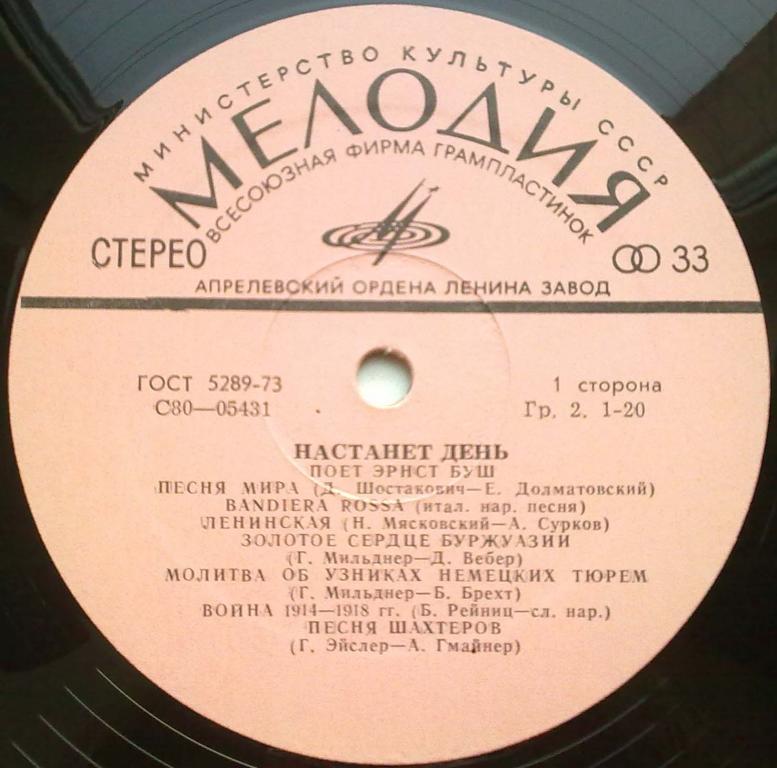 МИНИСТЕРСТВО КУЛЬТУРЫ СССР
МЕЛОДИЯ
ВСЕСОЮЗНАЯ ФИРМА ГРАМПЛАСТИНОК
СТЕРЕО 33
АПРЕЛЕВСКИЙ ОРДЕНА ЛЕНИНА ЗАВОД
ГОСТ 5289-73 1 сторона
С80—05431 Гр. 2. 1-20
НАСТАНЕТ ДЕНЬ
ПОЕТ ЭРНСТ БУШ
ПЕСНЯ МИРА (Д. Шостакович—Е. Долматовский)
BANDIERA ROSSA (итал. нар. песня)
ЛЕНИНСКАЯ (Н. Мясковский—А. Сурков)
ЗОЛОТОЕ СЕРДЦЕ БУРЖУАЗИИ
(Г. Мильднер—Д. Вебер)
МОЛИТВА ОБ УЗНИКАХ НЕМЕЦКИХ ТЮРЕМ
(Г. Мильднер—Б. Брехт)
ВОЙНА 1914—1918 гг. (Б. Рейниц—сл. нар.)
ПЕСНЯ ШАХТЕРОВ
(Г. Эйслер—А. Гмайнер)